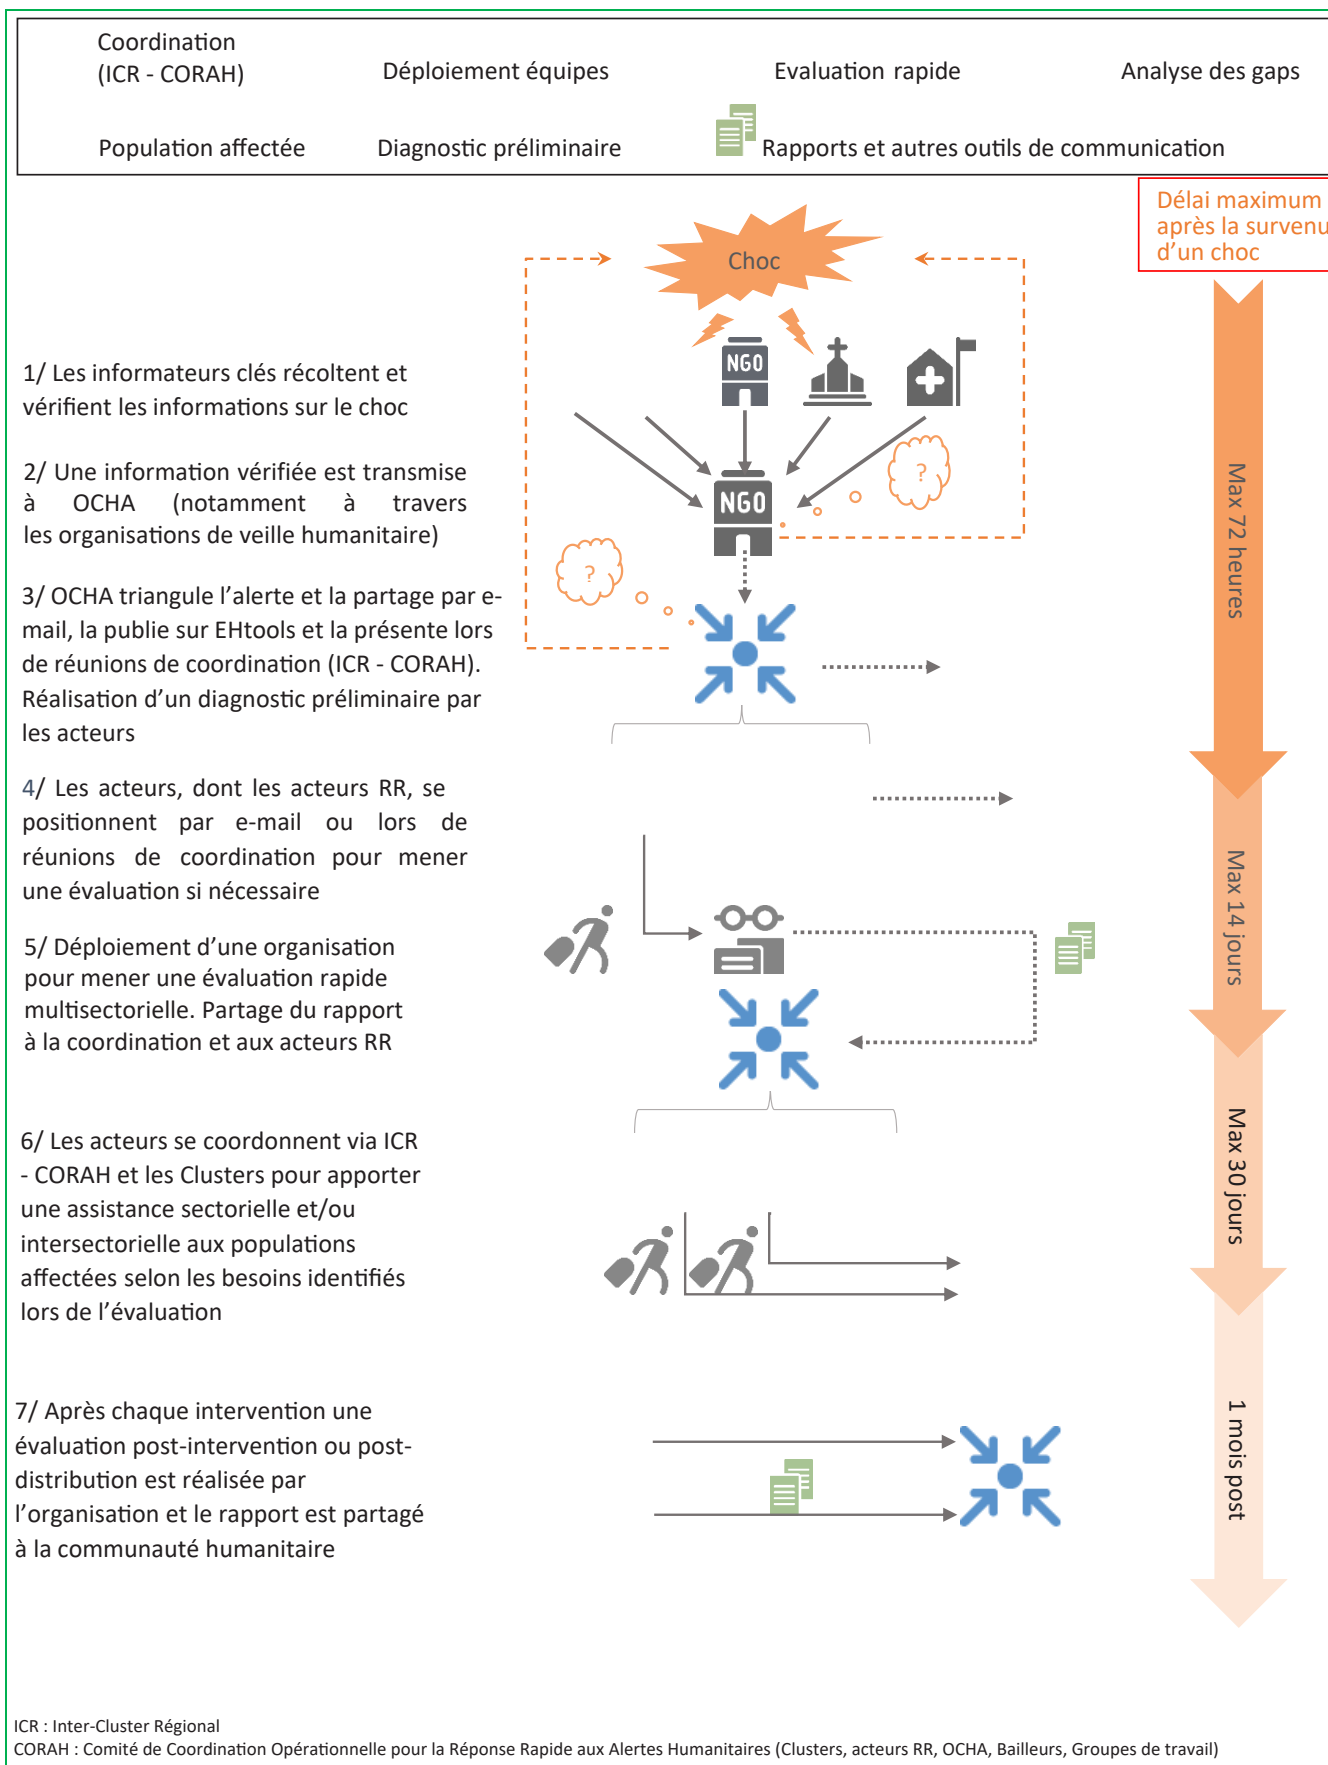 Coordination
(ICR - CORAH)
Déploiement équipes
Evaluation rapide
Analyse des gaps
Population affectée
Diagnostic préliminaire
Rapports et autres outils de communication
Délai maximum
après la survenu
d'un choc
Choc
NGO
1/ Les informateurs clés récoltent et
vérifient les informations sur le choc
2/ Une information vérifiée est transmise
à OCHA (notamment à travers
les organisations de veille humanitaire)
?
NGO
?
Max 72 heures
3/ OCHA triangule l'alerte et la partage par e-
mail, la publie sur EHtools et la présente lors
de réunions de coordination (ICR - CORAH).
Réalisation d'un diagnostic préliminaire par
les acteurs
4/ Les acteurs, dont les acteurs RR, se
positionnent par e-mail ou lors de
réunions de coordination pour mener
une évaluation si nécessaire
Max 14 jours
5/ Déploiement d'une organisation
pour mener une évaluation rapide
multisectorielle. Partage du rapport
à la coordination et aux acteurs RR
6/ Les acteurs se coordonnent via ICR
- CORAH et les Clusters pour apporter
une assistance sectorielle et/ou
intersectorielle aux populations
affectées selon les besoins identifiés
lors de l'évaluation
Max 30 jours
7/ Après chaque intervention une
évaluation post-intervention ou post-
distribution est réalisée par
l'organisation et le rapport est partagé
à la communauté humanitaire
1 mois post
ICR : Inter-Cluster Régional
CORAH : Comité de Coordination Opérationnelle pour la Réponse Rapide aux Alertes Humanitaires (Clusters, acteurs RR, OCHA, Bailleurs, Groupes de travail)